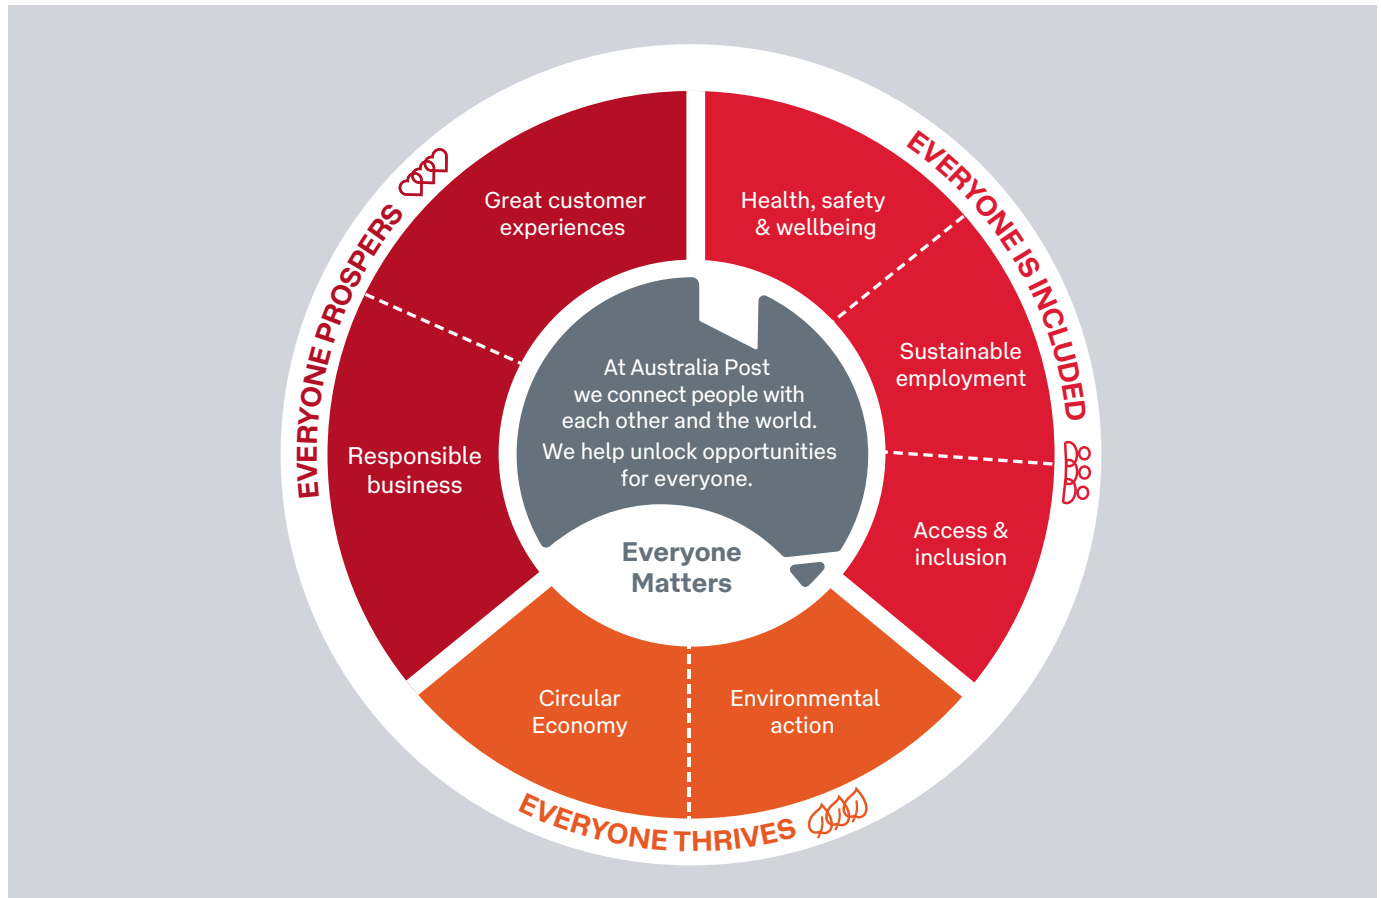 EVERYONE PROSPERS
Great customer
experiences
Responsible
business
EVERYONE IS INCLUDED
Health, safety
& wellbeing
Sustainable
employment
Access &
inclusion
At Australia Post
we connect people with
each other and the world.
We help unlock opportunities
for everyone.
Everyone
Matters
Circular
Economy
Environmental
action
EVERYONE THRIVES